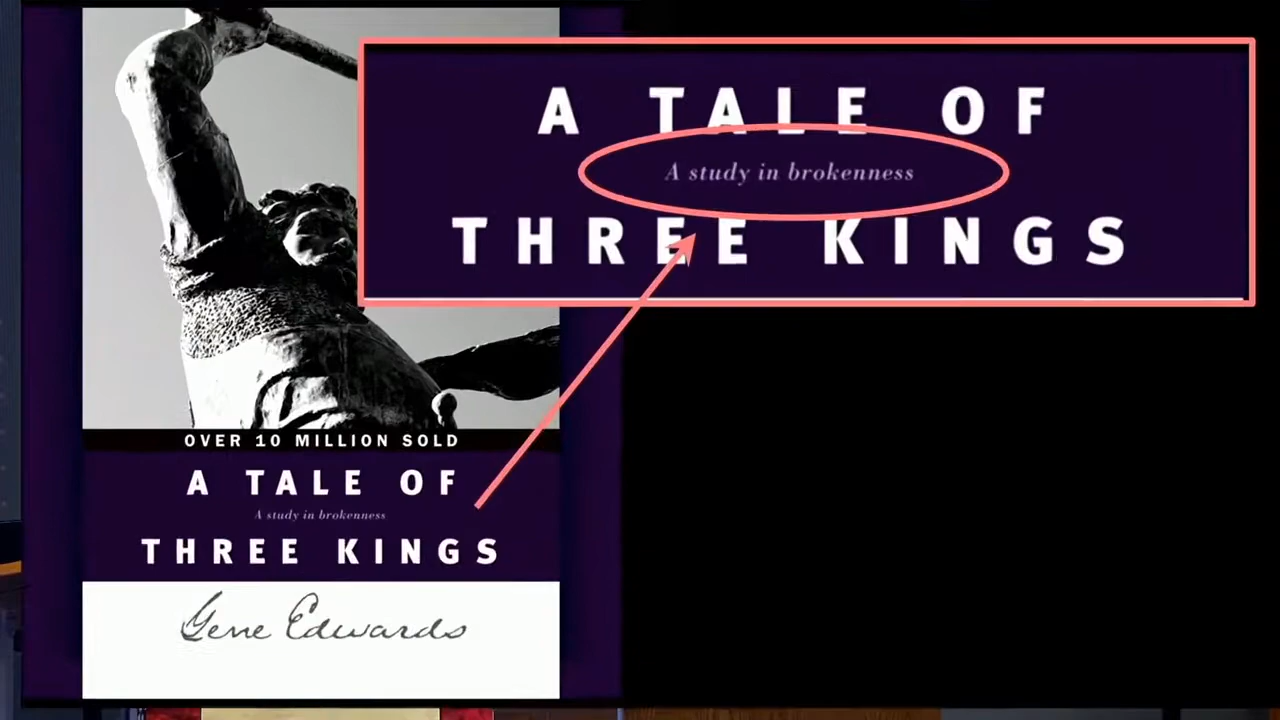 OVER 10 MILLION SOLD
A TALE OF
A study in brokenness
THREE KINGS
Gene Edwards
A TALE OF
A study in brokenness
THREE KINGS